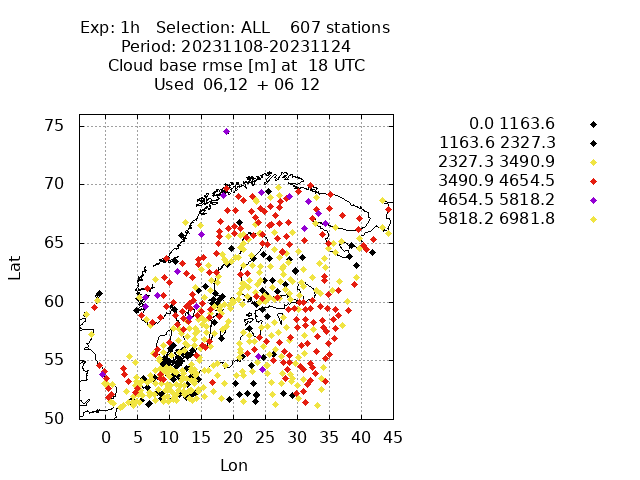 Exp: 1h   Selection: ALL    607 stations
Period: 20231108-20231124
Cloud base rmse [m] at  18 UTC
Used  06,12  + 06 12
75
70
65
60
55
50
Lat
0 5 10 15 20 25 30 35 40 45
Lon
0.0 1163.6
1163.6 2327.3
2327.3 3490.9
3490.9 4654.5
4654.5 5818.2
5818.2 6981.8